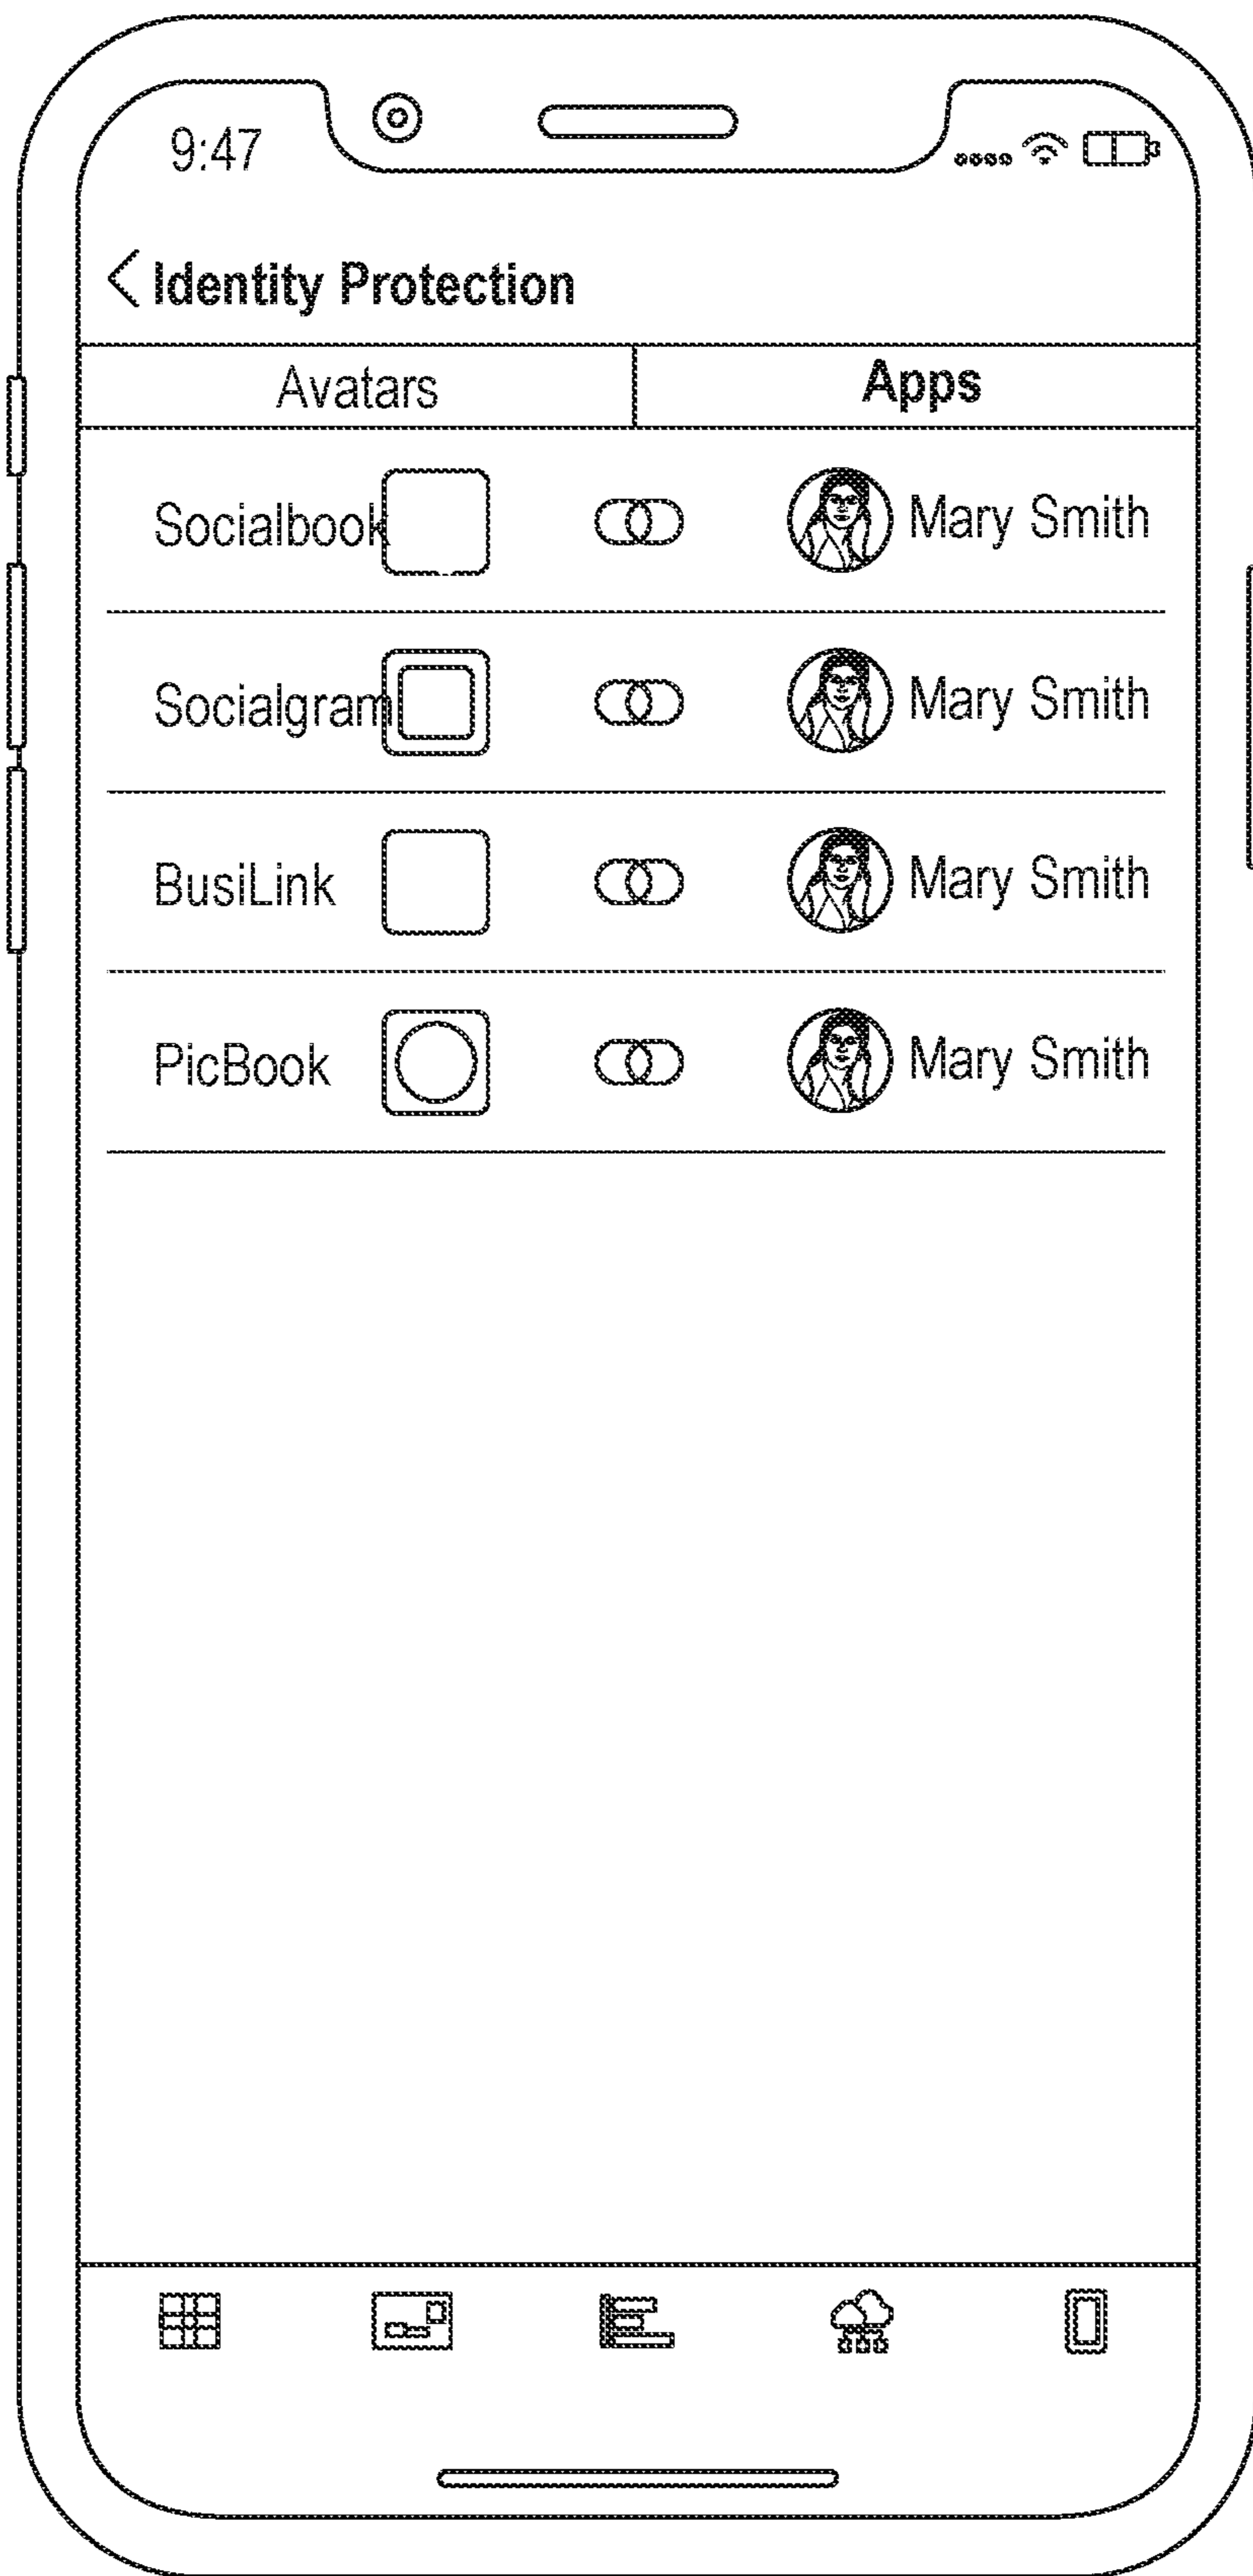 9:47
Identity Protection
Avatars Apps
Socialbook Mary Smith
Socialgram Mary Smith
BusiLink Mary Smith
PicBook Mary Smith